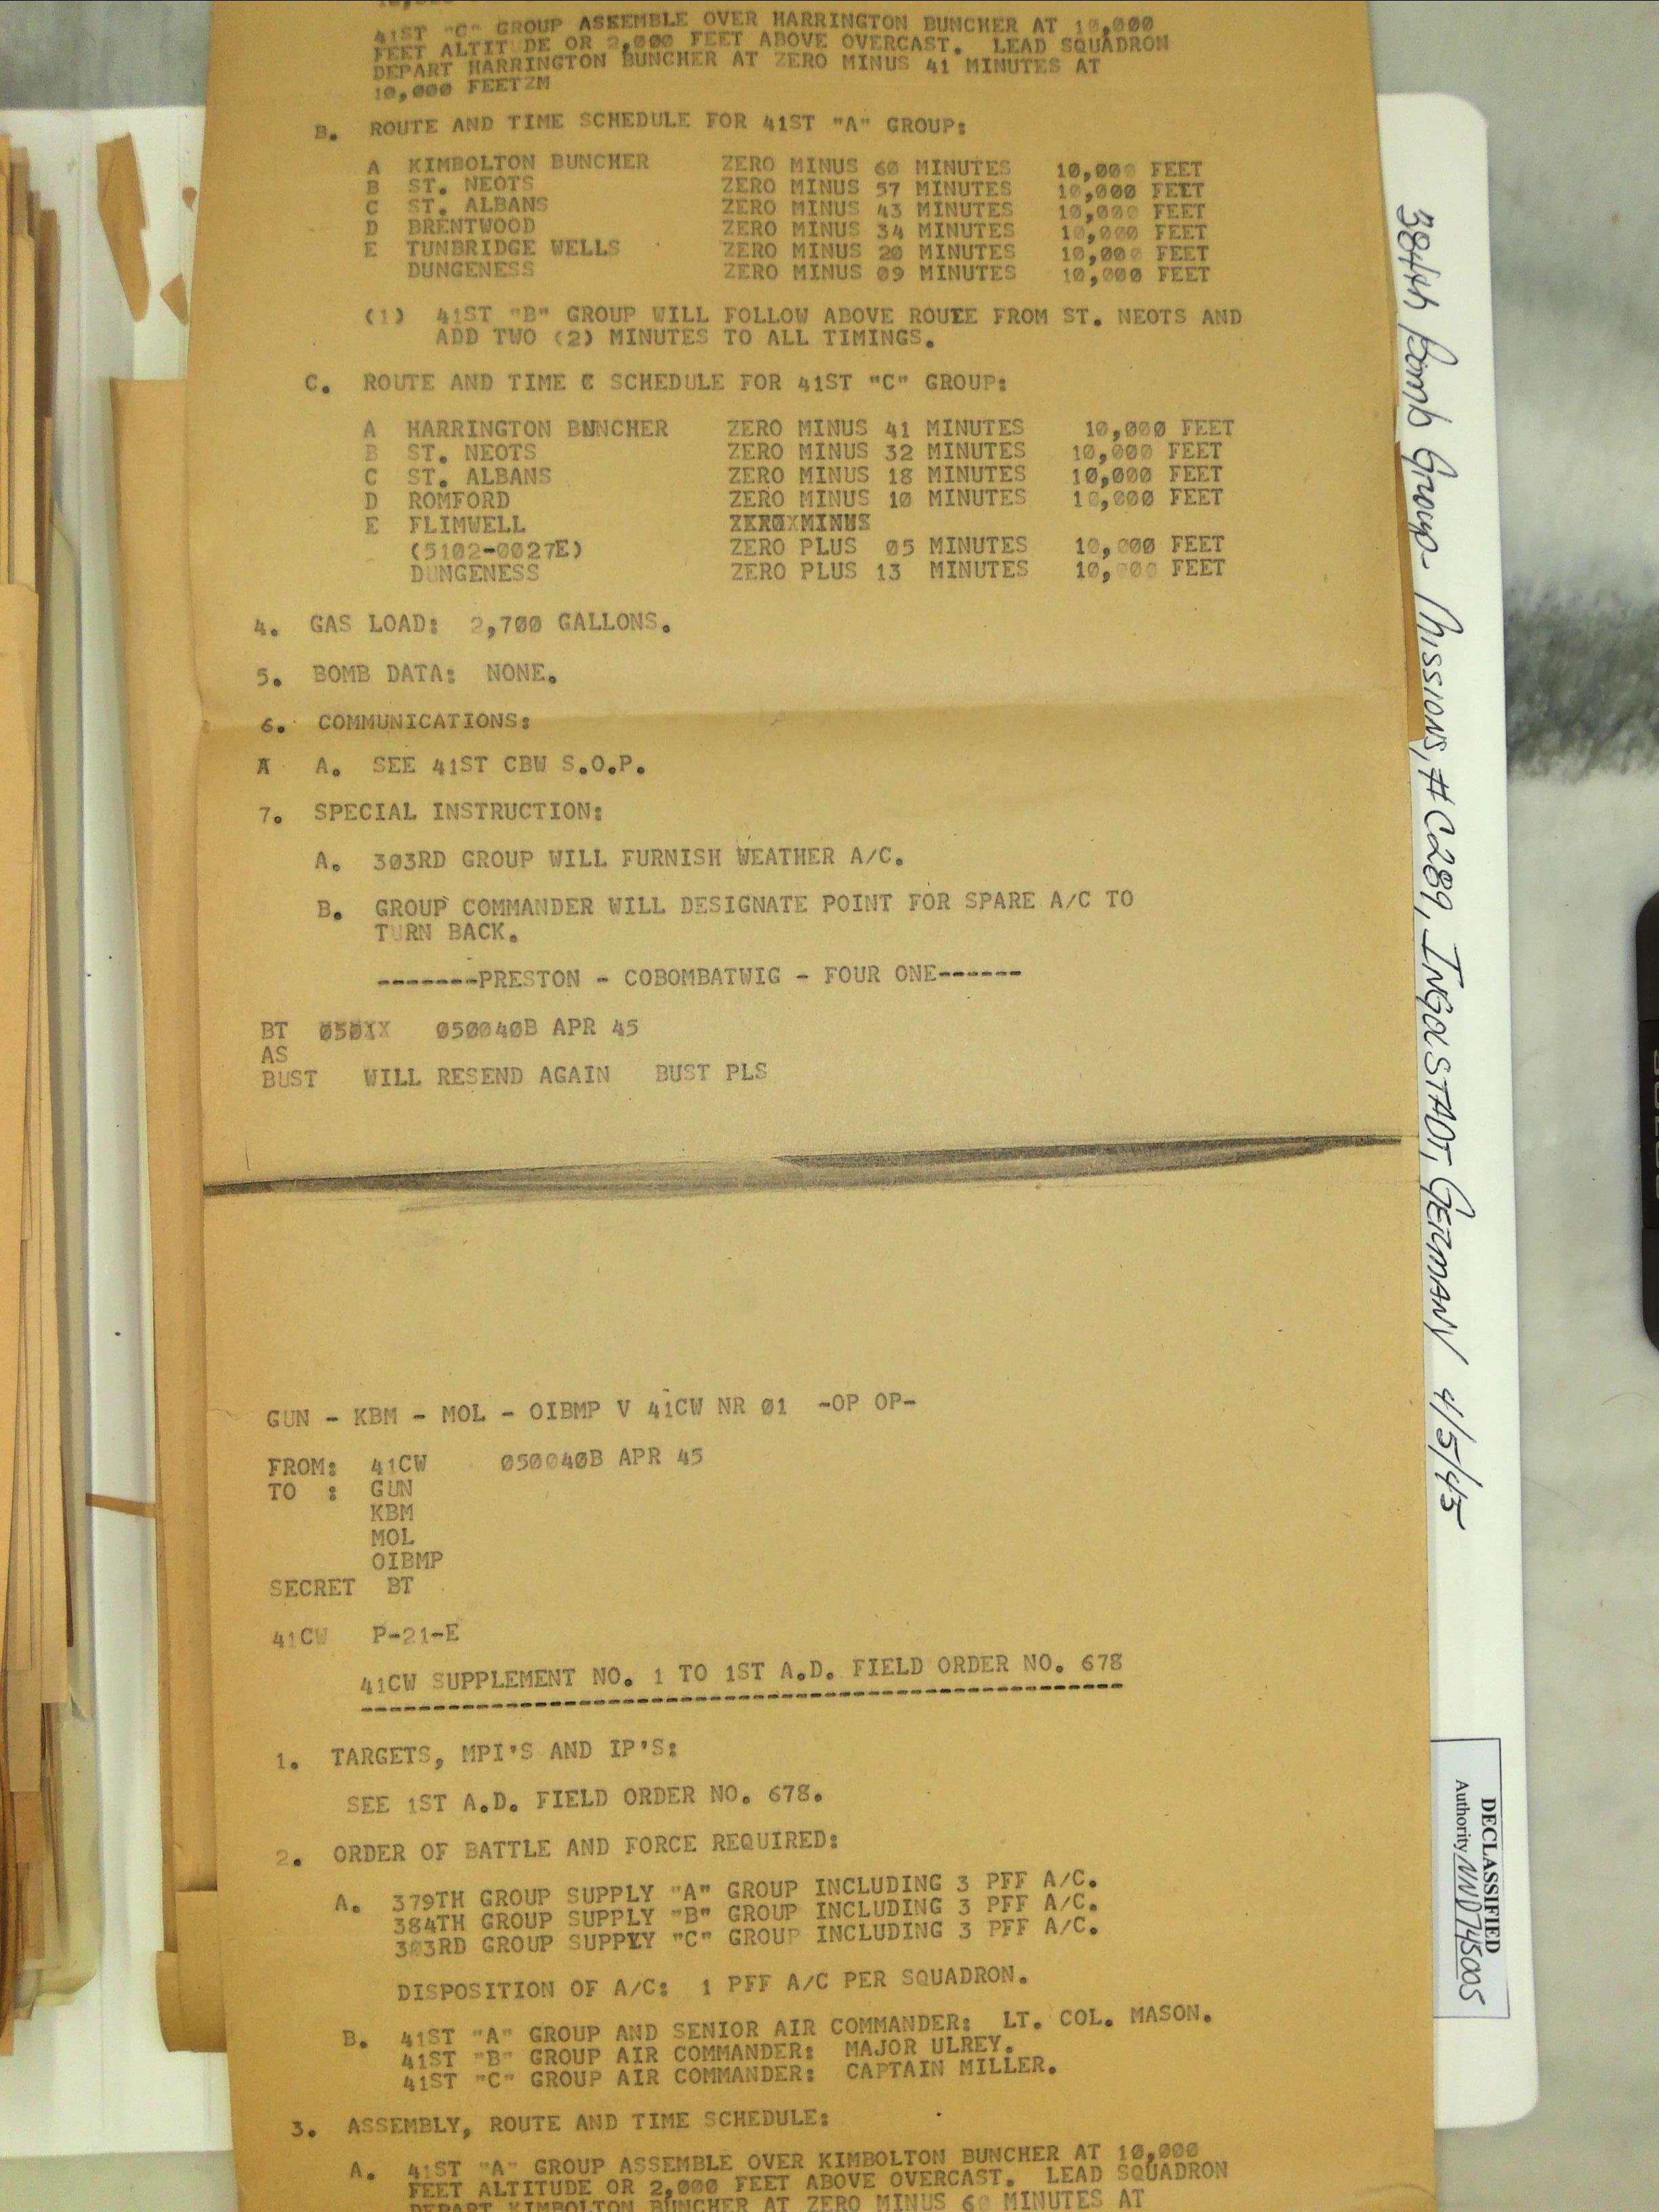 41ST "C" GROUP ASKEMBLE OVER HARRINGTON BUNCHER AT 10,000
FEET ALTITUDE OR 2,000 FEET ABOVE OVERCAST. LEAD SQUADRON
DEPART HARRINGTON BUNCHER AT ZERO MINUS 41 MINUTES AT
10,000 FEETZM
B. ROUTE AND TIME SCHEDULE FOR 41ST "A" GROUP:
A KIMBOLTON BUNCHER ZERO MINUS 60 MINUTES 10,000 FEET
B ST. NEOTS ZERO MINUS 57 MINUTES 10,000 FEET
C ST. ALBANS ZERO MINUS 43 MINUTES 10,000 FEET
D BRENTWOOD ZERO MINUS 34 MINUTES 10,000 FEET
E TUNBRIDGE WELLS ZERO MINUS 20 MINUTES 10,000 FEET
DUNGENESS ZERO MINUS 09 MINUTES 10,000 FEET
(1) 41ST "B" GROUP WILL FOLLOW ABOVE ROUTE FROM ST. NEOTS AND
ADD TWO (2) MINUTES TO ALL TIMINGS.
C. ROUTE AND TIME C SCHEDULE FOR 41ST "C" GROUP:
A HARRINGTON BNNCHER ZERO MINUS 41 MINUTES 10,000 FEET
B ST. NEOTS ZERO MINUS 32 MINUTES 10,000 FEET
C ST. ALBANS ZERO MINUS 18 MINUTES 10,000 FEET
D ROMFORD ZERO MINUS 10 MINUTES 10,000 FEET
E FLIMWELL
(5102-0027E) ZERO PLUS 05 MINUTES 10,000 FEET
DUNGENESS ZERO PLUS 13 MINUTES 10,000 FEET
4. GAS LOAD: 2,700 GALLONS.
5. BOMB DATA: NONE.
6. COMMUNICATIONS:
A A. SEE 41ST CBW S.O.P.
7. SPECIAL INSTRUCTION:
A. 303RD GROUP WILL FURNISH WEATHER A/C.
B. GROUP COMMANDER WILL DESIGNATE POINT FOR SPARE A/C TO
TURN BACK.
-------PRESTON - COBOMBATWIG - FOUR ONE------
BT 050040B APR 45
AS
BUST WILL RESEND AGAIN BUST PLS
GUN - KBM - MOL - OIBMP V 41CW NR 01 -OP OP-
FROM: 41CW 050040B APR 45
TO : GUN
KBM
MOL
OIBMP
SECRET BT
41CW P-21-E
41CW SUPPLEMENT NO. 1 TO 1ST A.D. FIELD ORDER NO. 678
1. TARGETS, MPI'S AND IP'S:
SEE 1ST A.D. FIELD ORDER NO. 678.
2. ORDER OF BATTLE AND FORCE REQUIRED:
A. 379TH GROUP SUPPLY "A" GROUP INCLUDING 3 PFF A/C.
384TH GROUP SUPPLY "B" GROUP INCLUDING 3 PFF A/C.
303RD GROUP SUPPLY "C" GROUP INCLUDING 3 PFF A/C.
DISPOSITION OF A/C: 1 PFF A/C PER SQUADRON.
B. 41ST "A" GROUP AND SENIOR AIR COMMANDER: LT. COL. MASON.
41ST "B" GROUP AIR COMMANDER: MAJOR ULREY.
41ST "C" GROUP AIR COMMANDER: CAPTAIN MILLER.
3. ASSEMBLY, ROUTE AND TIME SCHEDULE:
A. 41ST "A" GROUP ASSEMBLE OVER KIMBOLTON BUNCHER AT 10,000
FEET ALTITUDE OR 2,000 FEET ABOVE OVERCAST. LEAD SQUADRON
DEPART KIMBOLTON BUNCHER AT ZERO MINUS 60 MINUTES AT
384th Bomb Group - Missions, #C289, INGOLSTADT, GERMANY 4/5/45
DECLASSIFIED
Authority NND745005